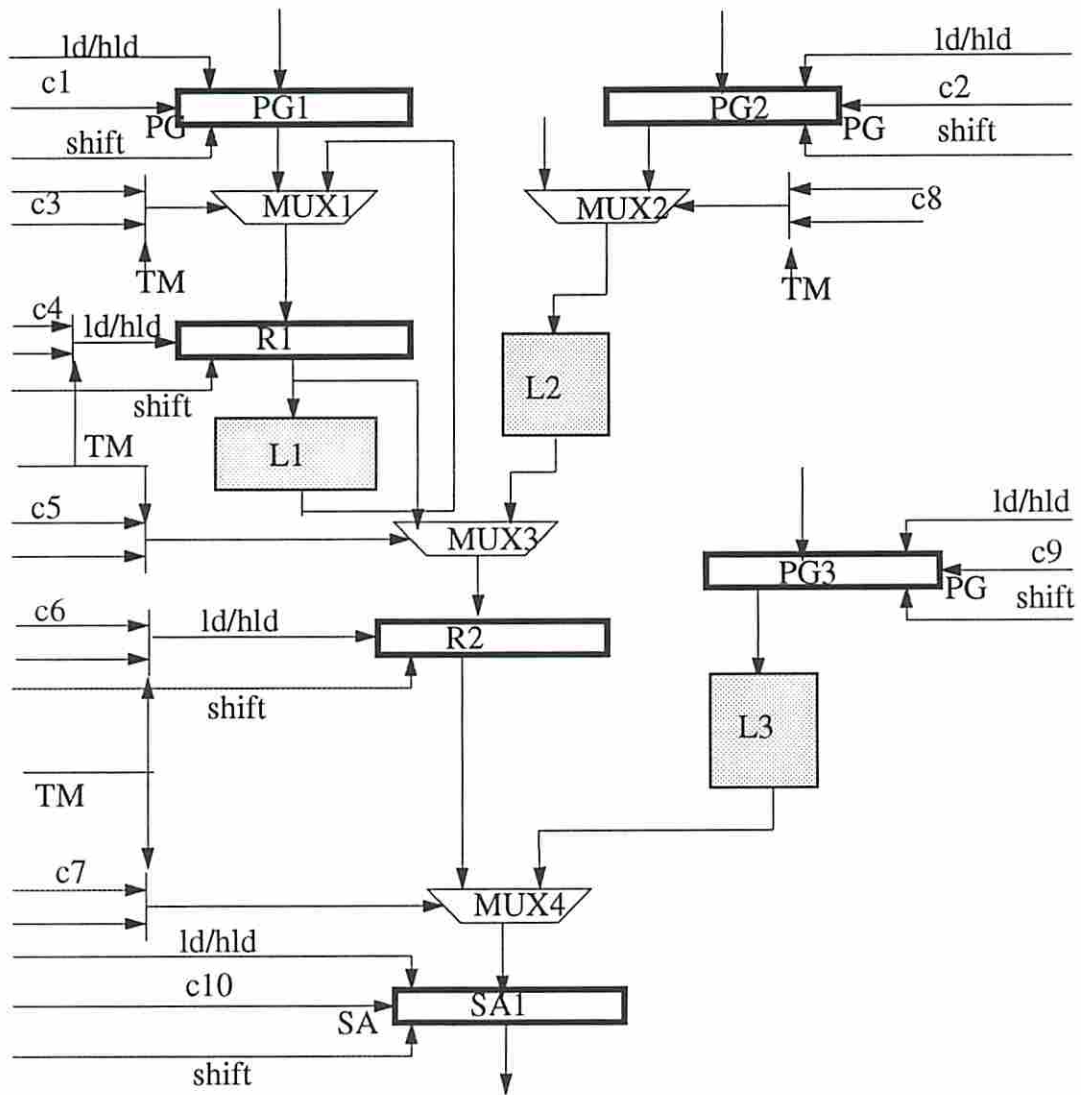 ld/hld
ld/hld
c1
PG1
PG
PG2
PG
c2
shift
shift
c3
MUX1
MUX2
c8
TM
TM
c4
ld/hld
R1
shift
L2
TM
L1
c5
MUX3
ld/hld
PG3
PG
c9
shift
c6
ld/hld
R2
shift
L3
TM
c7
MUX4
ld/hld
c10
SA
SA1
shift